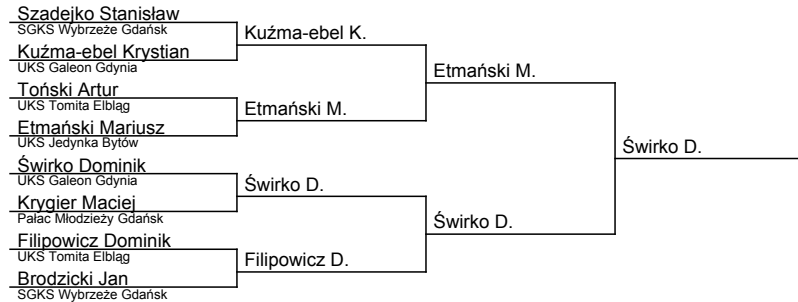 Szadejko Stanisław
SGKS Wybrzeże Gdańsk
Kuźma-ebel K.
Kuźma-ebel Krystian
UKS Galeon Gdynia
Etmański M.
Toński Artur
UKS Tomita Elbląg
Etmański M.
Etmański Mariusz
UKS Jedynka Bytów
Świrko D.
Świrko Dominik
UKS Galeon Gdynia
Świrko D.
Krygier Maciej
Pałac Młodzieży Gdańsk
Świrko D.
Filipowicz Dominik
UKS Tomita Elbląg
Filipowicz D.
Brodzicki Jan
SGKS Wybrzeże Gdańsk